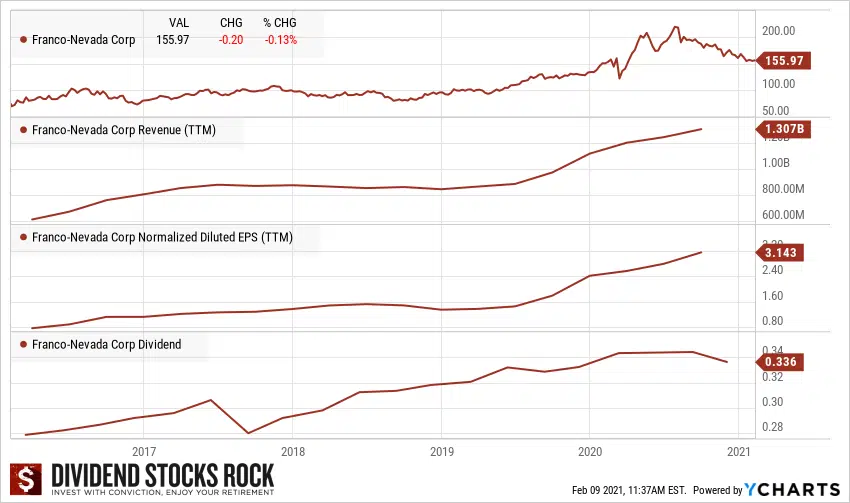 VAL CHG % CHG
Franco-Nevada Corp 155.97 -0.20 -0.13%
200.00
155.97
100.00
50.00
Franco-Nevada Corp Revenue (TTM)
1.307B
1.00B
800.00M
600.00M
Franco-Nevada Corp Normalized Diluted EPS (TTM)
3.143
2.40
1.60
0.80
Franco-Nevada Corp Dividend
0.34
0.336
0.32
0.30
0.28
2017 2018 2019 2020 2021
$ DIVIDEND STOCKS ROCK
INVEST WITH CONVICTION, ENJOY YOUR RETIREMENT
Feb 09 2021, 11:37AM EST. Powered by YCHARTS